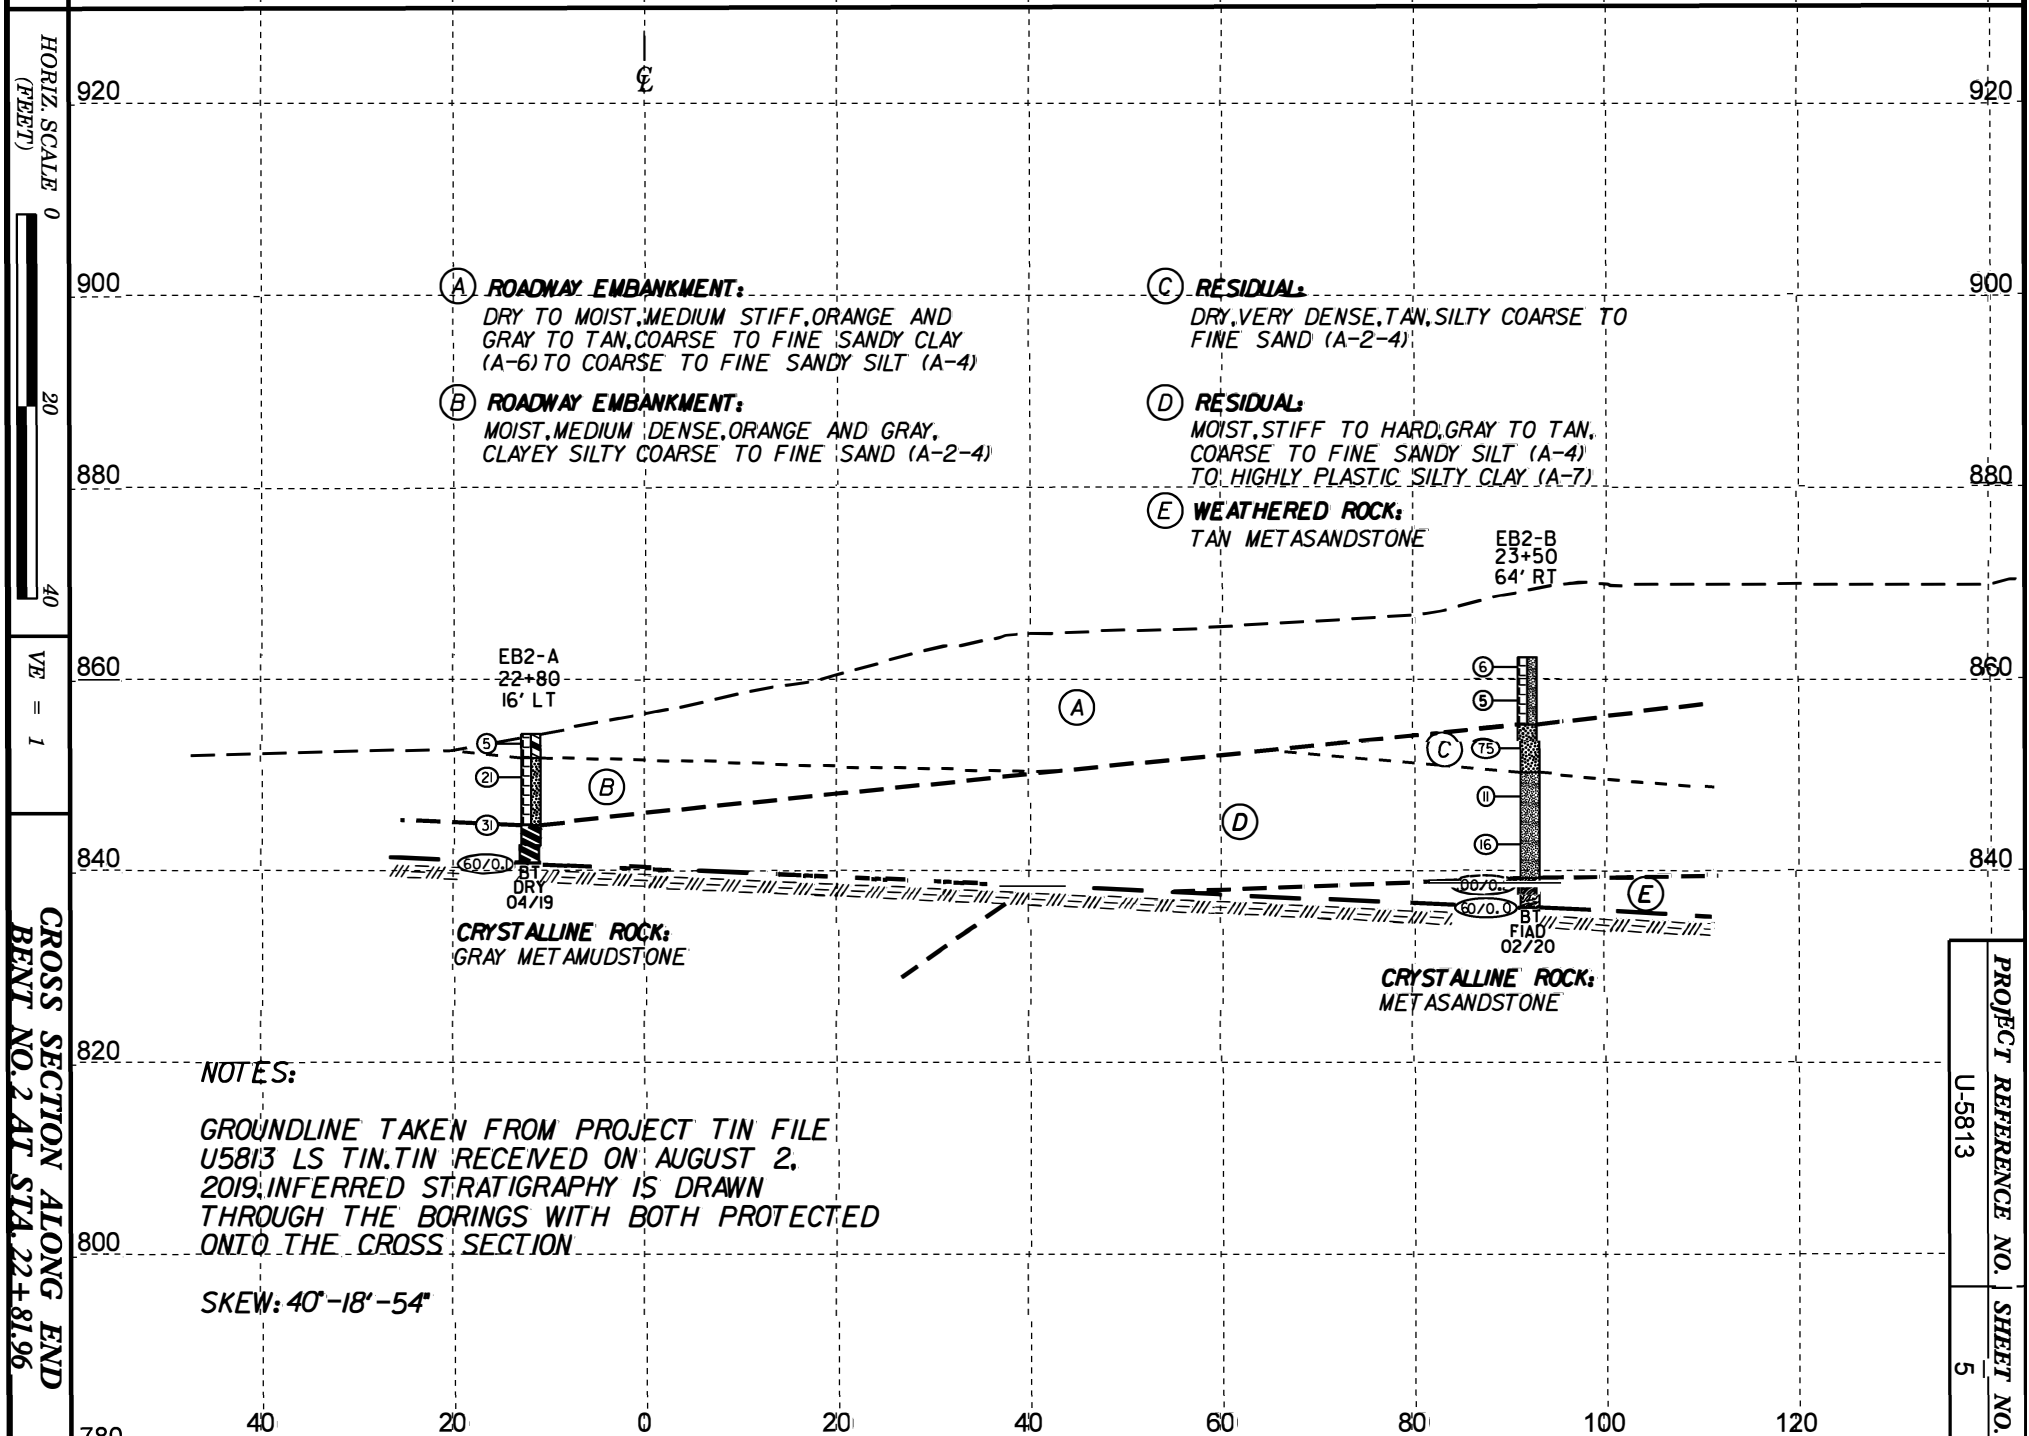 HORIZ. SCALE 0 20 40
(FEET)
VE = 1
CROSS SECTION ALONG END
BENT NO. 2 AT STA. 22+81.96
℄
920
920
900
900
880
880
860
860
840
840
820
800
780
A ROADWAY EMBANKMENT:
DRY TO MOIST, MEDIUM STIFF, ORANGE AND
GRAY TO TAN, COARSE TO FINE SANDY CLAY
(A-6) TO COARSE TO FINE SANDY SILT (A-4)
B ROADWAY EMBANKMENT:
MOIST, MEDIUM DENSE, ORANGE AND GRAY,
CLAYEY SILTY COARSE TO FINE SAND (A-2-4)
C RESIDUAL:
DRY, VERY DENSE, TAN, SILTY COARSE TO
FINE SAND (A-2-4)
D RESIDUAL:
MOIST, STIFF TO HARD, GRAY TO TAN,
COARSE TO FINE SANDY SILT (A-4)
TO HIGHLY PLASTIC SILTY CLAY (A-7)
E WEATHERED ROCK:
TAN METASANDSTONE
EB2-B
23+50
64' RT
EB2-A
22+80
16' LT
5
21
31
60/0.1
BT
DRY
04/19
A
B
C
D
E
6
5
75
11
16
60/0.0
BT
FIAD
02/20
CRYSTALLINE ROCK:
GRAY METAMUDSTONE
CRYSTALLINE ROCK:
METASANDSTONE
NOTES:
GROUNDLINE TAKEN FROM PROJECT TIN FILE
U5813 LS TIN.TIN RECEIVED ON AUGUST 2,
2019. INFERRED STRATIGRAPHY IS DRAWN
THROUGH THE BORINGS WITH BOTH PROTECTED
ONTO THE CROSS SECTION
SKEW: 40°-18'-54"
40 20 0 20 40 60 80 100 120
PROJECT REFERENCE NO. SHEET NO.
U-5813 5